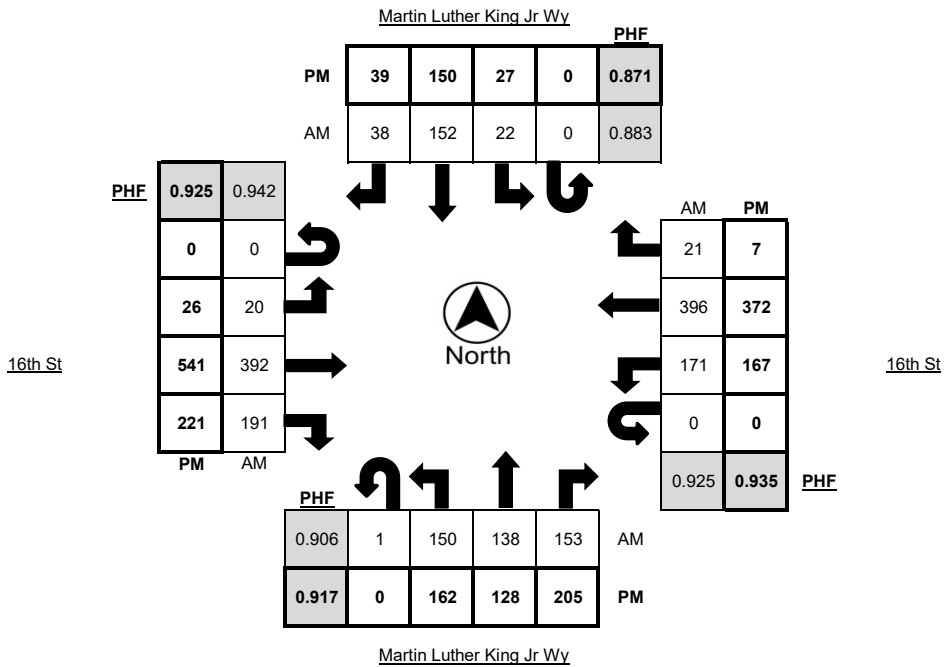 Martin Luther King Jr Wy
PHF
PM 39 150 27 0 0.871
AM 38 152 22 0 0.883
PHF 0.925 0.942
0 0
26 20
541 392
221 191
PM AM
16th St
North
AM PM
21 7
396 372
171 167
0 0
0.925 0.935 PHF
16th St
PHF
0.906 1 150 138 153 AM
0.917 0 162 128 205 PM
Martin Luther King Jr Wy